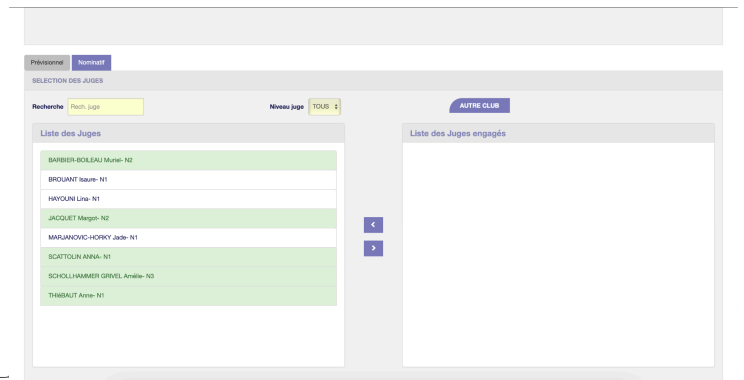 Prévisionnel Nominatif
SELECTION DES JUGES
Recherche Rech. juge Niveau juge TOUS AUTRE CLUB
Liste des Juges Liste des Juges engagés
BARBIER-BOILEAU Muriel- N2
BROUANT Isaure- N1
HAYOUNI Lina- N1
JACQUET Margot- N2
MARJANOVIC-HORKY Jade- N1
SCATTOLIN ANNA- N1
SCHOLLHAMMER GRIVEL Amélie- N3
THIéBAUT Anne- N1